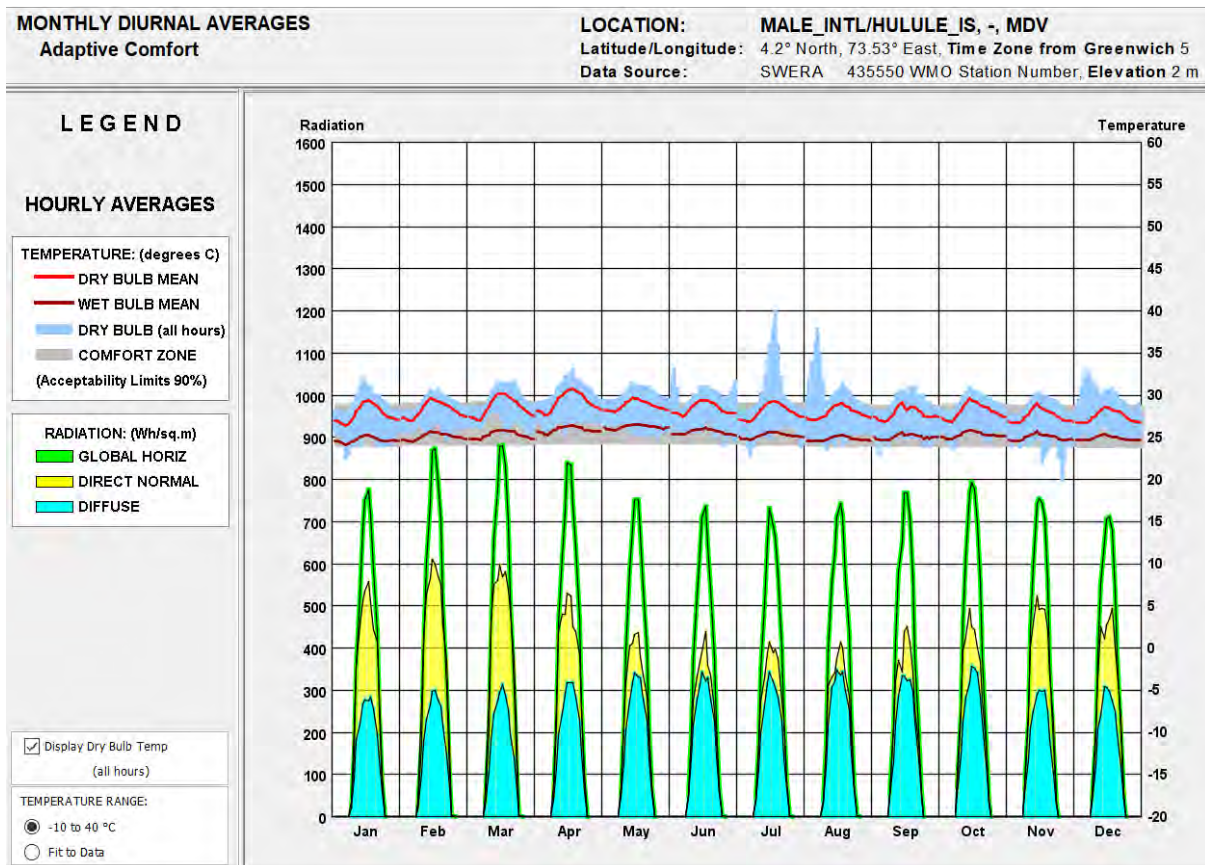 MONTHLY DIURNAL AVERAGES
Adaptive Comfort
LOCATION: MALE_INTL/HULULE_IS, -, MDV
Latitude/Longitude: 4.2° North, 73.53° East, Time Zone from Greenwich 5
Data Source: SWERA 435550 WMO Station Number, Elevation 2 m
LEGEND
HOURLY AVERAGES
TEMPERATURE: (degrees C)
DRY BULB MEAN
WET BULB MEAN
DRY BULB (all hours)
COMFORT ZONE
(Acceptability Limits 90%)
RADIATION: (Wh/sq.m)
GLOBAL HORIZ
DIRECT NORMAL
DIFFUSE
Display Dry Bulb Temp
(all hours)
TEMPERATURE RANGE:
-10 to 40 °C
Fit to Data
Radiation
1600
1500
1400
1300
1200
1100
1000
900
800
700
600
500
400
300
200
100
0
Temperature
60
55
50
45
40
35
30
25
20
15
10
5
0
-5
-10
-15
-20
Jan Feb Mar Apr May Jun Jul Aug Sep Oct Nov Dec